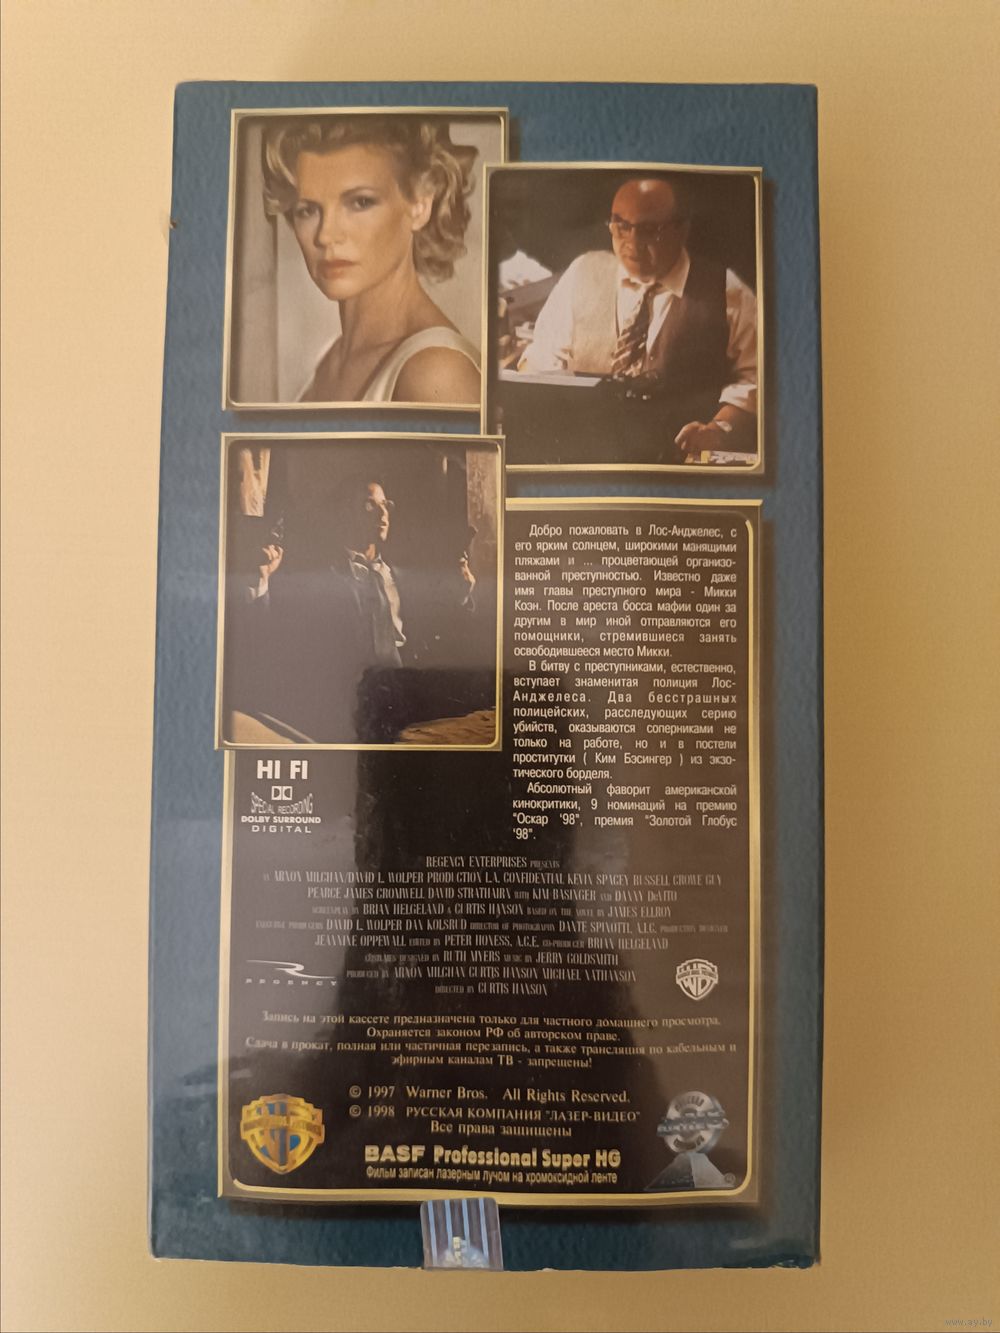 Добро пожаловать в Лос-Анджелес, с
его ярким солнцем, широкими манящими
пляжами и ... процветающей организо-
ванной преступностью. Известно даже
имя главы преступного мира - Микки
Коэн. После ареста босса мафии один за
другим в мир иной отправляются его
помощники, стремившиеся занять
освободившееся место Микки.
В битву с преступниками, естественно,
вступает знаменитая полиция Лос-
Анджелеса. Два бесстрашных
полицейских, расследующих серию
убийств, оказываются соперниками не
только на работе, но и в постели
проститутки ( Ким Бэсингер ) из экзо-
тического борделя.
Абсолютный фаворит американской
кинокритики, 9 номинаций на премию
"Оскар '98", премия "Золотой Глобус
'98".
HI FI
SPECIAL RECORDING
DOLBY SURROUND
DIGITAL
REGENCY ENTERPRISES PRESENTS
AN ARNON MILCHAN/DAVID L. WOLPER PRODUCTION L.A. CONFIDENTIAL KEVIN SPACEY RUSSELL CROWE GUY
PEARCE JAMES CROMWELL DAVID STRATHAIRN WITH KIM BASINGER AND DANNY DeVITO
SCREENPLAY BY BRIAN HELGELAND & CURTIS HANSON BASED ON THE NOVEL BY JAMES ELLROY
EXECUTIVE PRODUCERS DAVID L. WOLPER DAN KOLSRUD DIRECTOR OF PHOTOGRAPHY DANTE SPINOTTI, A.I.C. PRODUCTION DESIGNER
JEANNINE OPPEWALL EDITED BY PETER HONESS, A.C.E. CO-PRODUCER BRIAN HELGELAND
COSTUMES DESIGNED BY RUTH MYERS MUSIC BY JERRY GOLDSMITH
PRODUCED BY ARNON MILCHAN CURTIS HANSON MICHAEL NATHANSON
DIRECTED BY CURTIS HANSON
REGENCY
Запись на этой кассете предназначена только для частного домашнего просмотра.
Охраняется законом РФ об авторском праве.
Сдача в прокат, полная или частичная перезапись, а также трансляция по кабельным и
эфирным каналам ТВ - запрещены!
© 1997 Warner Bros. All Rights Reserved.
© 1998 РУССКАЯ КОМПАНИЯ "ЛАЗЕР-ВИДЕО"
Все права защищены
BASF Professional Super HG
Фильм записан лазерным лучом на хромоксидной ленте
www.ay.by